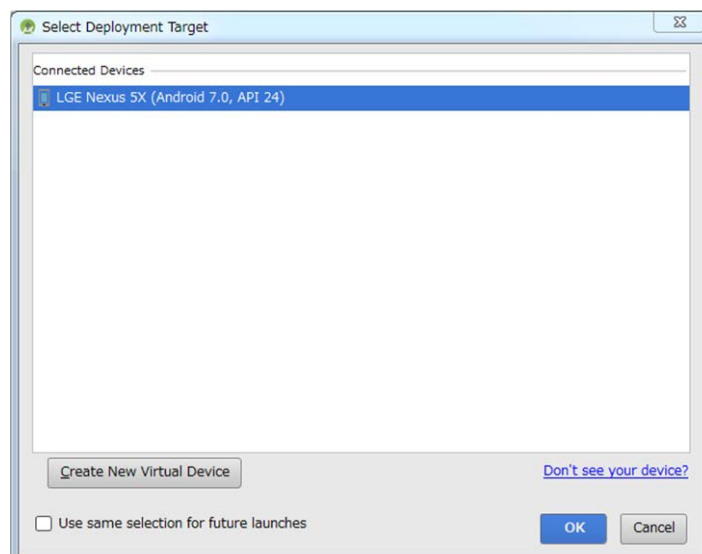 Select Deployment Target
Connected Devices
LGE Nexus 5X (Android 7.0, API 24)
Create New Virtual Device
Don't see your device?
Use same selection for future launches
OK
Cancel